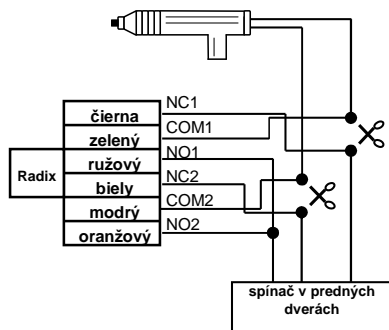 NC1
čierna
COM1
zelený
NO1
ružový
Radix
NC2
biely
COM2
modrý
NO2
oranžový
spínač v predných
dverách